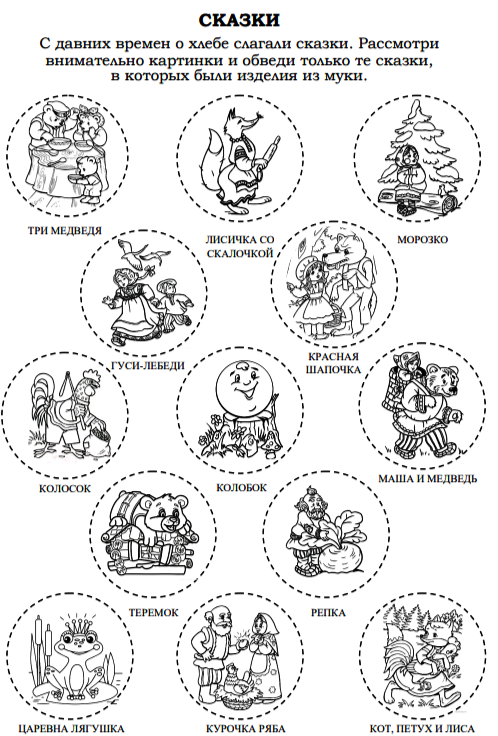 СКАЗКИ
С давних времен о хлебе слагали сказки. Рассмотри
внимательно картинки и обведи только те сказки,
в которых были изделия из муки.
ТРИ МЕДВЕДЯ
ЛИСИЧКА СО
СКАЛОЧКОЙ
МОРОЗКО
ГУСИ-ЛЕБЕДИ
КРАСНАЯ
ШАПОЧКА
КОЛОСОК
КОЛОБОК
МАША И МЕДВЕДЬ
ТЕРЕМОК
РЕПКА
ЦАРЕВНА ЛЯГУШКА
КУРОЧКА РЯБА
КОТ, ПЕТУХ И ЛИСА